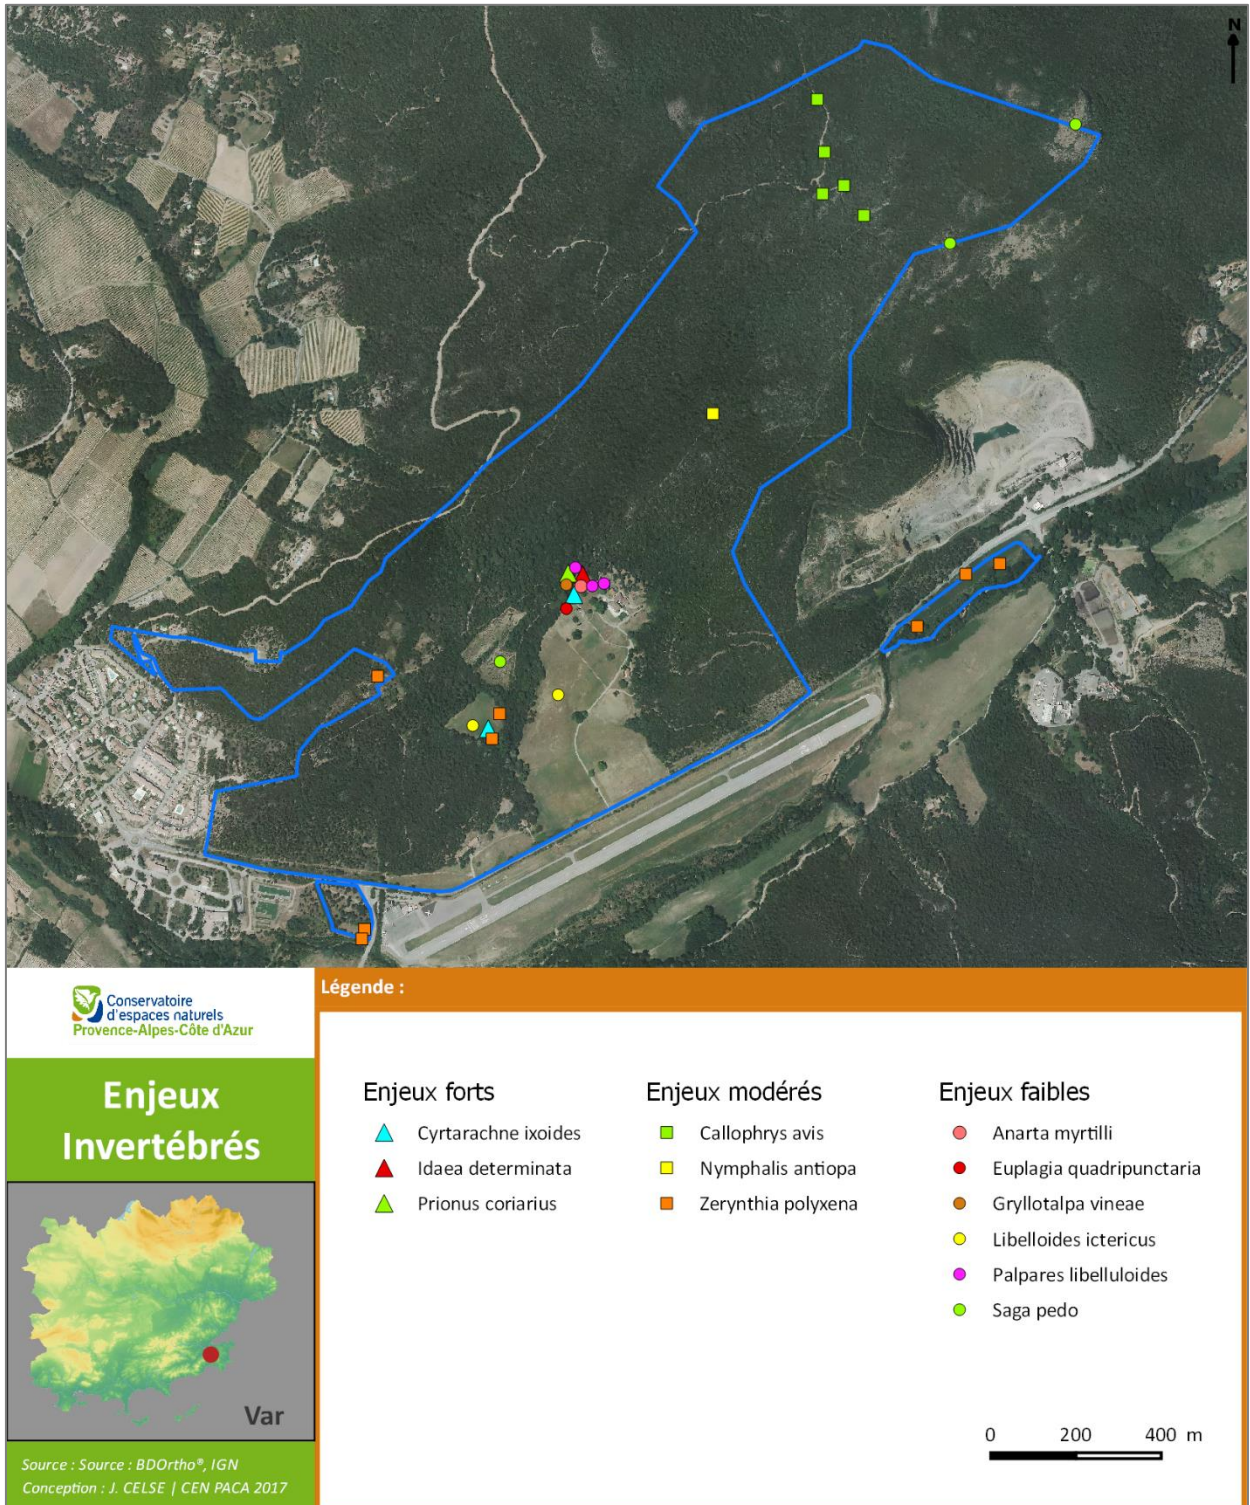 N
Conservatoire
d'espaces naturels
Provence-Alpes-Côte d'Azur
Enjeux
Invertébrés
Var
Source : Source : BDOrtho®, IGN
Conception : J. CELSE | CEN PACA 2017
Légende :
Enjeux forts
Cyrtarachne ixoides
Idaea determinata
Prionus coriarius
Enjeux modérés
Callophrys avis
Nymphalis antiopa
Zerynthia polyxena
Enjeux faibles
Anarta myrtilli
Euplagia quadripunctaria
Gryllotalpa vineae
Libelloides ictericus
Palpares libelluloides
Saga pedo
0 200 400 m